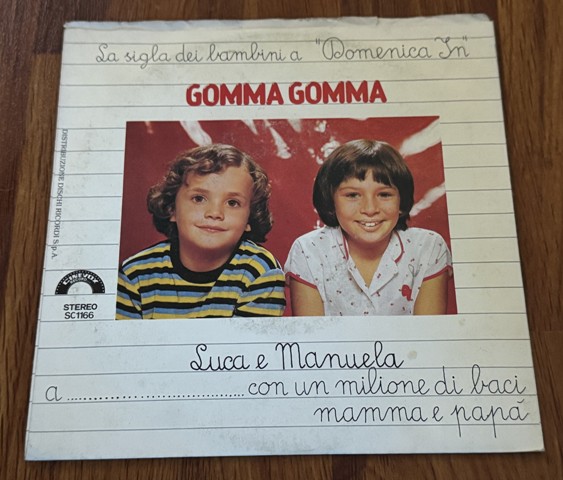 La sigla dei bambini a "Domenica In"
GOMMA GOMMA
DISTRIBUZIONE DISCHI RICORDI S.p.A.
CINEVOX
STEREO
SC1166
Luca e Manuela
a ................................ con un milione di baci
mamma e papà